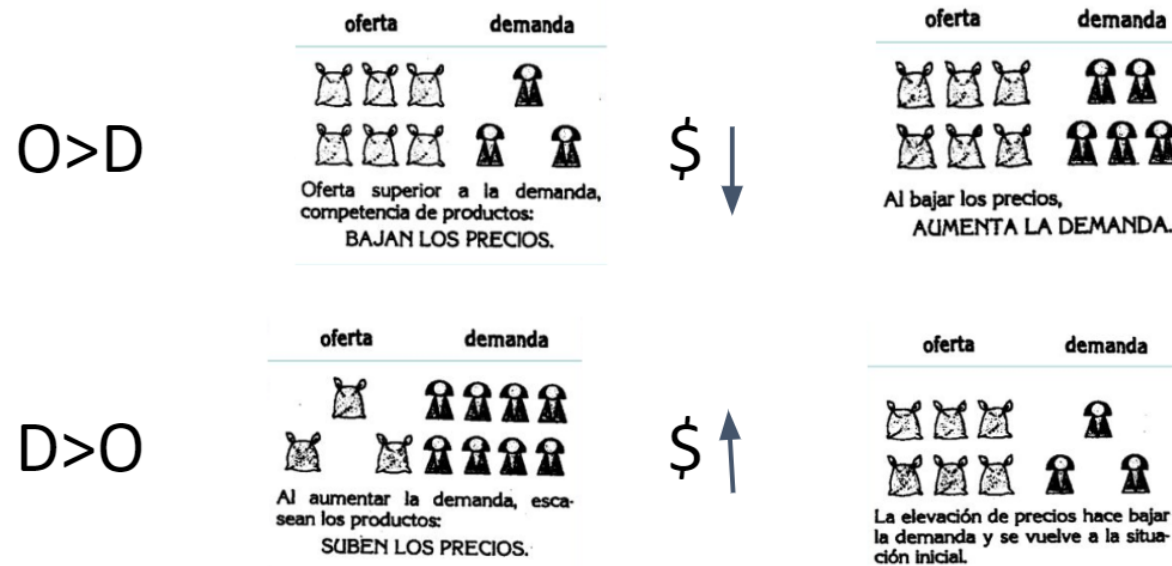 oferta demanda
O>D
Oferta superior a la demanda,
competencia de productos:
BAJAN LOS PRECIOS.
$
oferta demanda
Al bajar los precios,
AUMENTA LA DEMANDA.
oferta demanda
D>O
Al aumentar la demanda, esca-
sean los productos:
SUBEN LOS PRECIOS.
$
oferta demanda
La elevación de precios hace bajar
la demanda y se vuelve a la situa-
ción inicial.